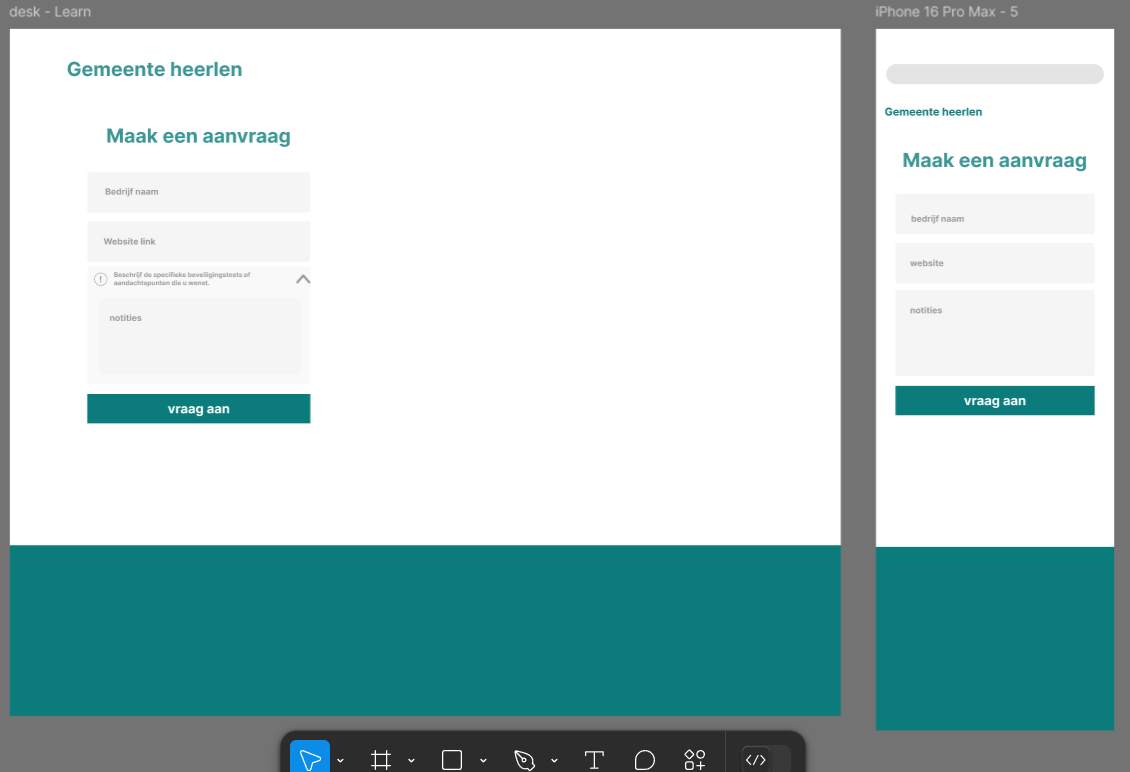 desk - Learn
Gemeente heerlen
Maak een aanvraag
Bedrijf naam
Website link
Beschrijf de specifieke beveiligingstests of
aandachtspunten die u wenst.
notities
vraag aan
iPhone 16 Pro Max - 5
Gemeente heerlen
Maak een aanvraag
bedrijf naam
website
notities
vraag aan